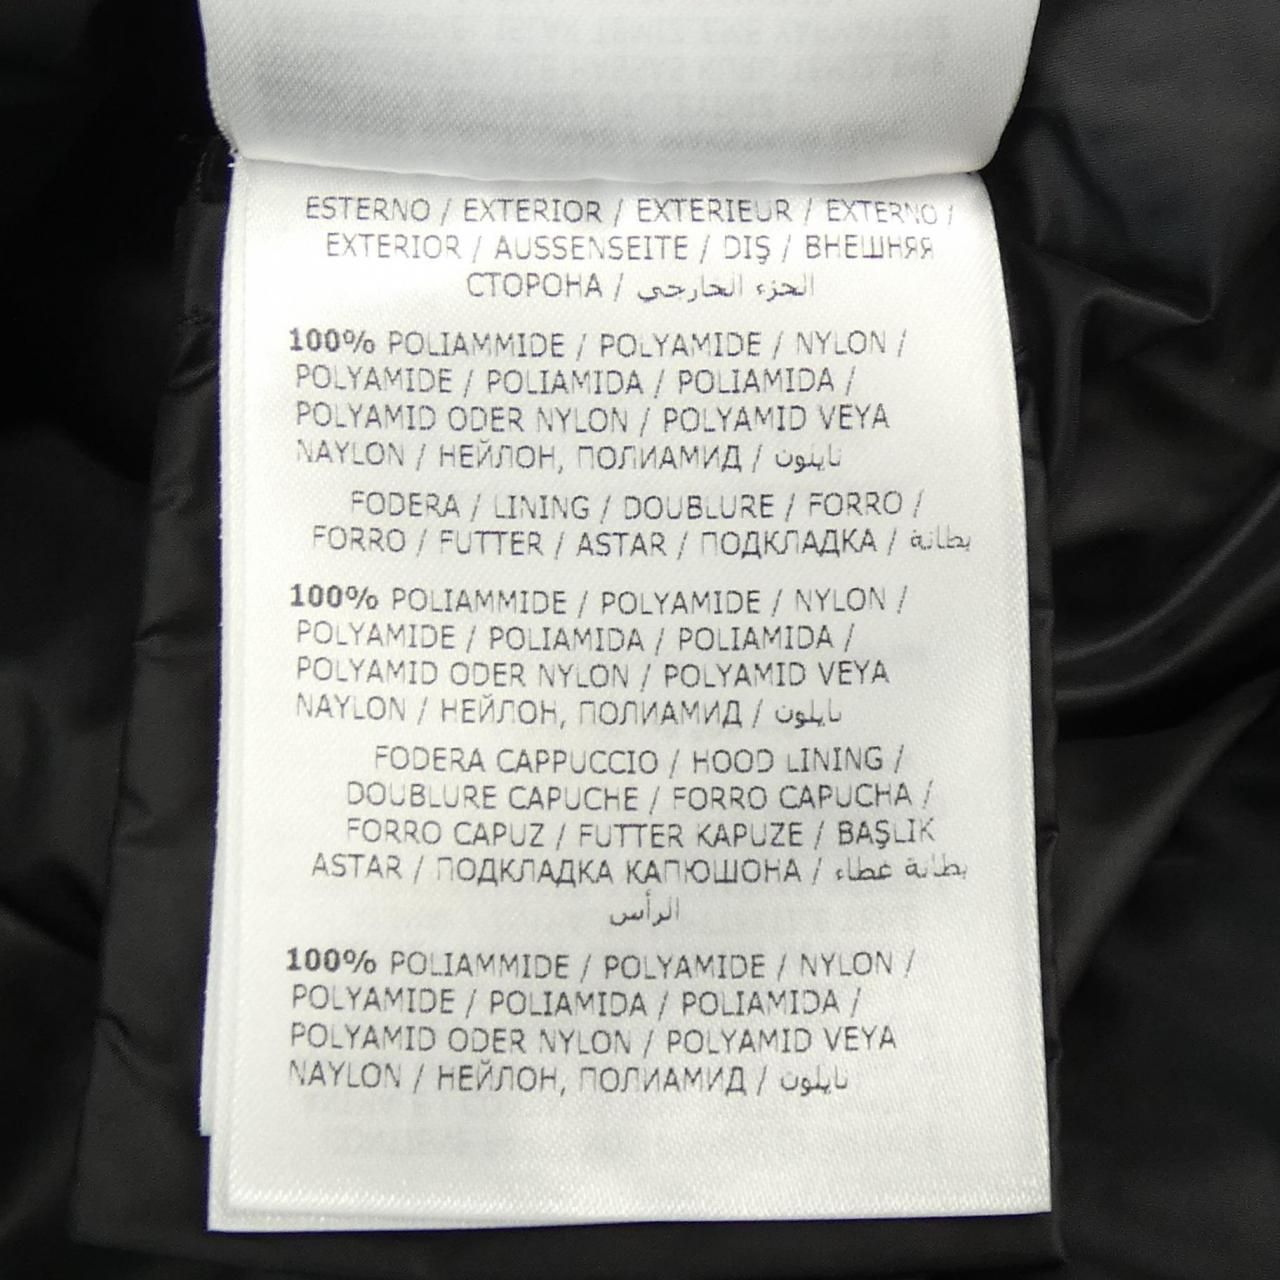 ESTERNO / EXTERIOR / EXTERIEUR / EXTERNO /
EXTERIOR / AUSSENSEITE / DIŞ / ВНЕШНЯЯ
СТОРОНА / الجزء الخارجي
100% POLIAMMIDE / POLYAMIDE / NYLON /
POLYAMIDE / POLIAMIDA / POLIAMIDA /
POLYAMID ODER NYLON / POLYAMID VEYA
NAYLON / НЕЙЛОН, ПОЛИАМИД / نايلون
FODERA / LINING / DOUBLURE / FORRO /
FORRO / FUTTER / ASTAR / ПОДКЛАДКА / بطانة
100% POLIAMMIDE / POLYAMIDE / NYLON /
POLYAMIDE / POLIAMIDA / POLIAMIDA /
POLYAMID ODER NYLON / POLYAMID VEYA
NAYLON / НЕЙЛОН, ПОЛИАМИД / نايلون
FODERA CAPPUCCIO / HOOD LINING /
DOUBLURE CAPUCHE / FORRO CAPUCHA /
FORRO CAPUZ / FUTTER KAPUZE / BAŞLIK
ASTAR / ПОДКЛАДКА КАПЮШОНА / بطانة غطاء
الرأس
100% POLIAMMIDE / POLYAMIDE / NYLON /
POLYAMIDE / POLIAMIDA / POLIAMIDA /
POLYAMID ODER NYLON / POLYAMID VEYA
NAYLON / НЕЙЛОН, ПОЛИАМИД / نايلون